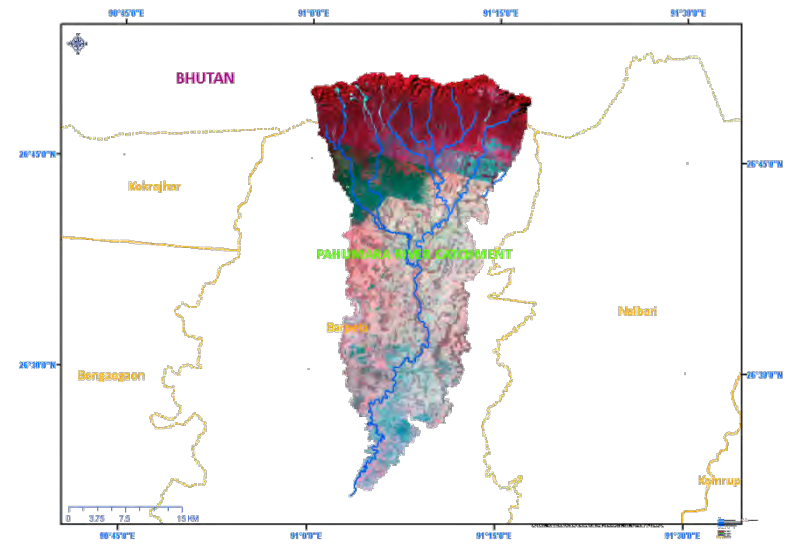 90°45'0"E 91°0'0"E 91°15'0"E 91°30'0"E
BHUTAN
26°45'0"N 26°45'0"N
Kokrajhar
PAHUMARA RIVER CATCHMENT
Nalbari
Barpeta
26°30'0"N 26°30'0"N
Bongaogaon
Kamrup
0 3.75 7.5 15 KM
90°45'0"E 91°0'0"E 91°15'0"E 91°30'0"E